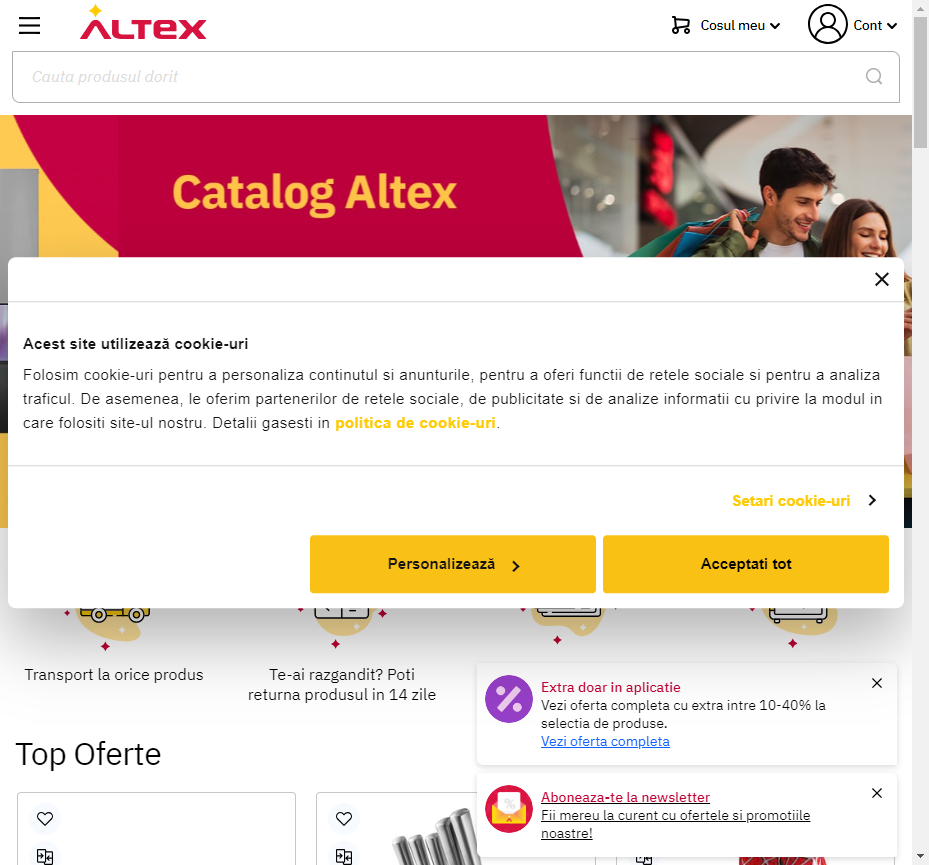 ALTEX
Cosul meu
Cont
Cauta produsul dorit
Catalog Altex
Acest site utilizează cookie-uri
Folosim cookie-uri pentru a personaliza continutul si anunturile, pentru a oferi functii de retele sociale si pentru a analiza
traficul. De asemenea, le oferim partenerilor de retele sociale, de publicitate si de analize informatii cu privire la modul in
care folositi site-ul nostru. Detalii gasesti in politica de cookie-uri.
Setari cookie-uri
Personalizează
Acceptati tot
Transport la orice produs
Te-ai razgandit? Poti
returna produsul in 14 zile
Extra doar in aplicatie
Vezi oferta completa cu extra intre 10-40% la
selectia de produse.
Vezi oferta completa
Top Oferte
Aboneaza-te la newsletter
Fii mereu la curent cu ofertele si promotiile
noastre!